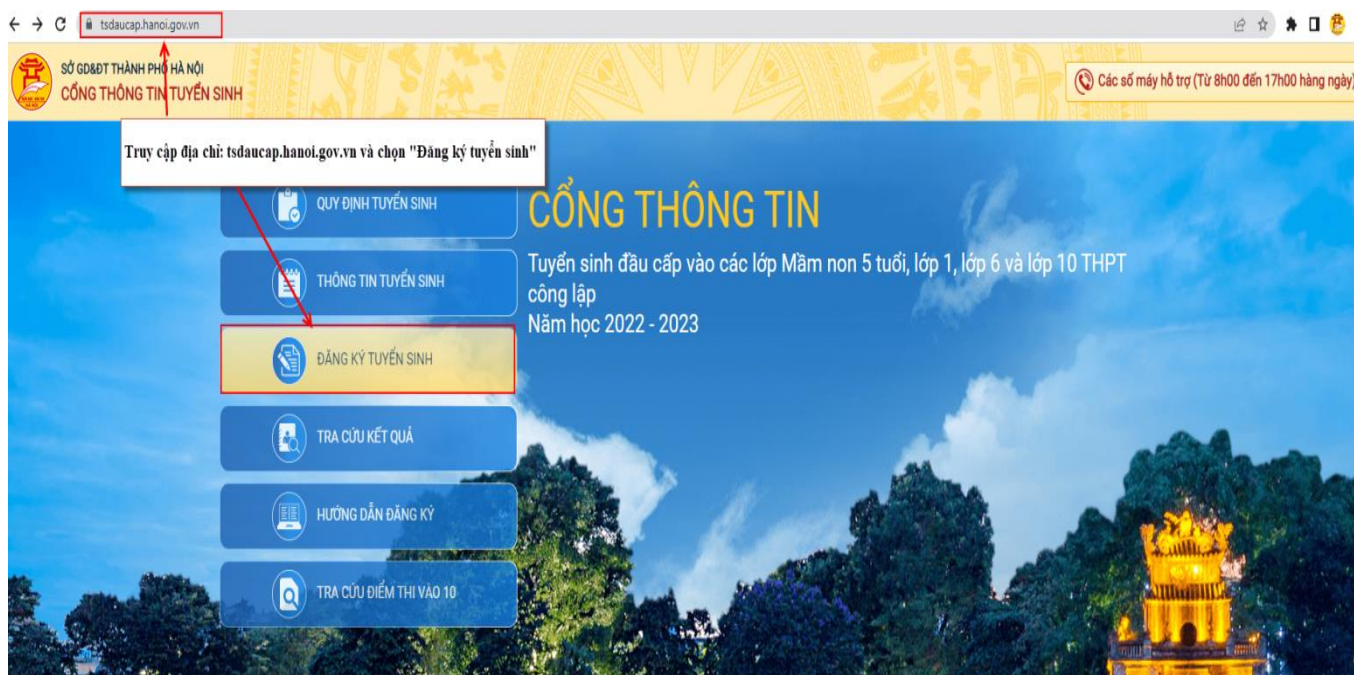 tsdaucap.hanoi.gov.vn
SỞ GD&ĐT THÀNH PHỐ HÀ NỘI
CỔNG THÔNG TIN TUYỂN SINH
Các số máy hỗ trợ (Từ 8h00 đến 17h00 hàng ngày)
Truy cập địa chỉ: tsdaucap.hanoi.gov.vn và chọn "Đăng ký tuyển sinh"
QUY ĐỊNH TUYỂN SINH
THÔNG TIN TUYỂN SINH
ĐĂNG KÝ TUYỂN SINH
TRA CỨU KẾT QUẢ
HƯỚNG DẪN ĐĂNG KÝ
TRA CỨU ĐIỂM THI VÀO 10
CỔNG THÔNG TIN
Tuyển sinh đầu cấp vào các lớp Mầm non 5 tuổi, lớp 1, lớp 6 và lớp 10 THPT
công lập
Năm học 2022 - 2023